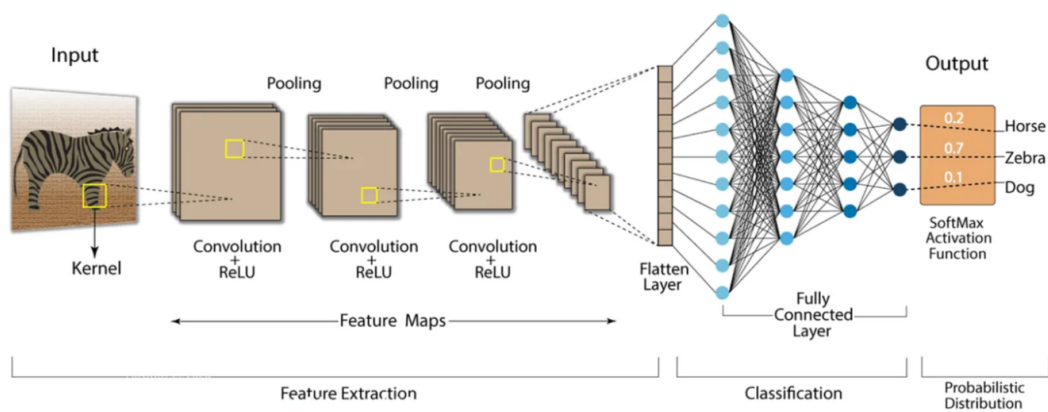 Input
Pooling
Pooling
Pooling
Output
0.2
Horse
0.7
Zebra
0.1
Dog
Kernel
Convolution
+
ReLU
Convolution
+
ReLU
Convolution
+
ReLU
Flatten
Layer
SoftMax
Activation
Function
Fully
Connected
Layer
Feature Maps
Feature Extraction
Classification
Probabilistic
Distribution